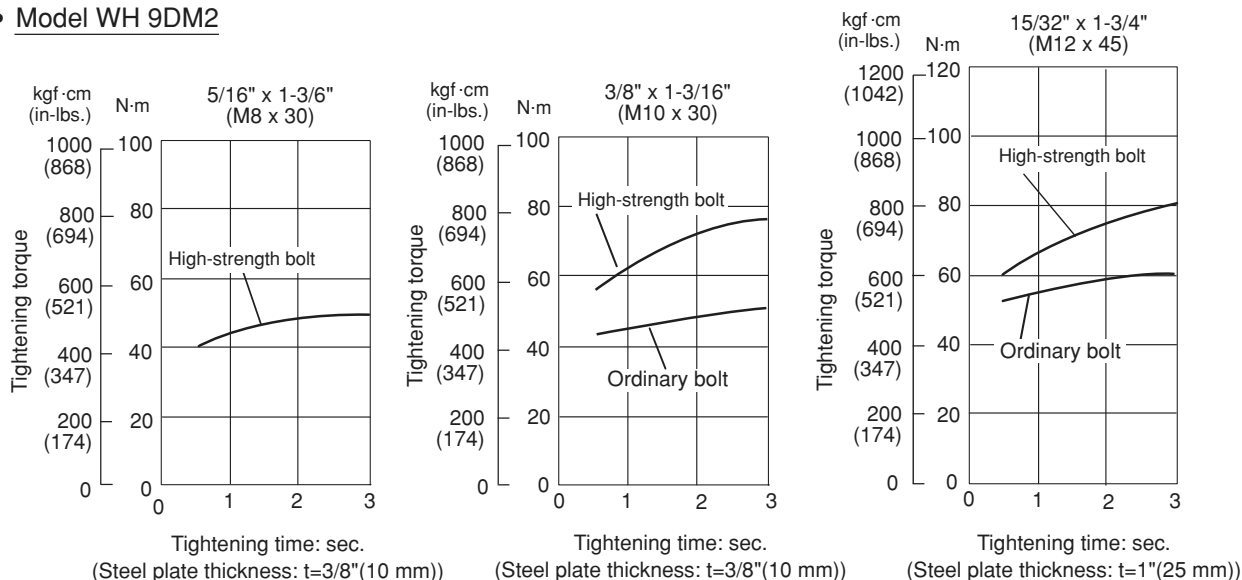 • Model WH 9DM2
kgf·cm
(in-lbs.)
N·m
5/16" x 1-3/6"
(M8 x 30)
1000
(868)
800
(694)
600
(521)
400
(347)
200
(174)
0
100
80
60
40
20
0
Tightening torque
High-strength bolt
0 1 2 3
Tightening time: sec.
(Steel plate thickness: t=3/8"(10 mm))
kgf·cm
(in-lbs.)
N·m
3/8" x 1-3/16"
(M10 x 30)
1000
(868)
800
(694)
600
(521)
400
(347)
200
(174)
0
100
80
60
40
20
0
Tightening torque
High-strength bolt
Ordinary bolt
0 1 2 3
Tightening time: sec.
(Steel plate thickness: t=3/8"(10 mm))
kgf·cm
(in-lbs.)
N·m
15/32" x 1-3/4"
(M12 x 45)
1200
(1042)
1000
(868)
800
(694)
600
(521)
400
(347)
200
(174)
0
120
100
80
60
40
20
0
Tightening torque
High-strength bolt
Ordinary bolt
0 1 2 3
Tightening time: sec.
(Steel plate thickness: t=1"(25 mm))